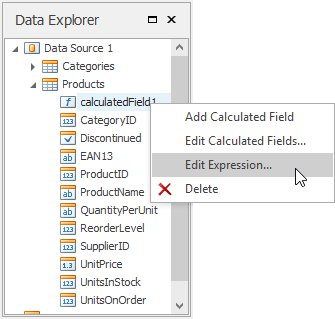 Data Explorer
Data Source 1
Categories
Products
calculatedField1
CategoryID
Discontinued
EAN13
ProductID
ProductName
QuantityPerUnit
ReorderLevel
SupplierID
UnitPrice
UnitsInStock
UnitsOnOrder
Add Calculated Field
Edit Calculated Fields...
Edit Expression...
Delete